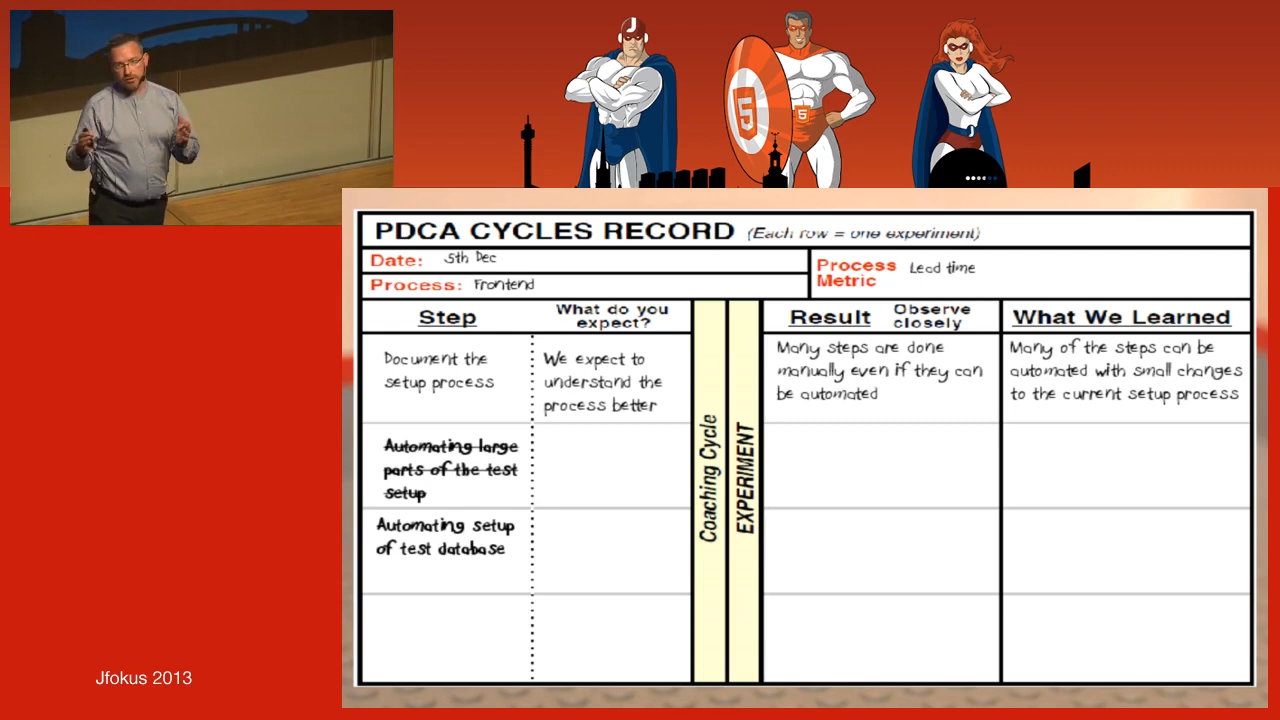 J
5
5
PDCA CYCLES RECORD (Each row = one experiment)
Date: 5th Dec
Process: Frontend
Process Metric Lead time
Step
What do you
expect?
Coaching Cycle
EXPERIMENT
Result
Observe
closely
What We Learned
Document the
setup process
We expect to
understand the
process better
Many steps are done
manually even if they can
be automated
Many of the steps can be
automated with small changes
to the current setup process
Automating large
parts of the test
setup
Automating setup
of test database
Jfokus 2013